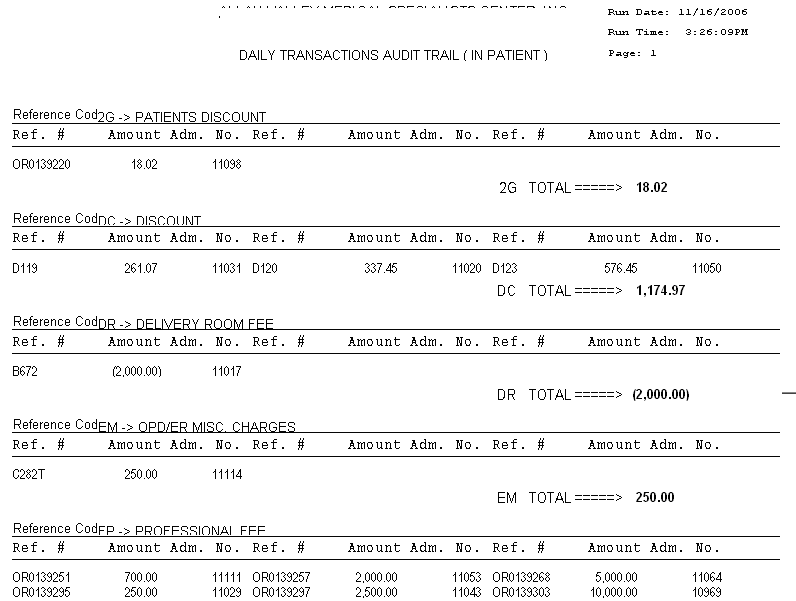 ALLAH VALLEY MEDICAL SPECIALISTS CENTER, INC.
Run Date: 11/16/2006
Run Time: 3:26:09PM
DAILY TRANSACTIONS AUDIT TRAIL ( IN PATIENT )
Page: 1
Reference Cod2G -> PATIENTS DISCOUNT
Ref. # Amount Adm. No. Ref. # Amount Adm. No. Ref. # Amount Adm. No.
OR0139220 18.02 11098
2G TOTAL =====> 18.02
Reference CodDC -> DISCOUNT
Ref. # Amount Adm. No. Ref. # Amount Adm. No. Ref. # Amount Adm. No.
D119 261.07 11031 D120 337.45 11020 D123 576.45 11050
DC TOTAL =====> 1,174.97
Reference CodDR -> DELIVERY ROOM FEE
Ref. # Amount Adm. No. Ref. # Amount Adm. No. Ref. # Amount Adm. No.
B672 (2,000.00) 11017
DR TOTAL =====> (2,000.00)
Reference CodEM -> OPD/ER MISC. CHARGES
Ref. # Amount Adm. No. Ref. # Amount Adm. No. Ref. # Amount Adm. No.
C282T 250.00 11114
EM TOTAL =====> 250.00
Reference CodFP -> PROFESSIONAL FEE
Ref. # Amount Adm. No. Ref. # Amount Adm. No. Ref. # Amount Adm. No.
OR0139251 700.00 11111 OR0139257 2,000.00 11053 OR0139268 5,000.00 11064
OR0139295 250.00 11029 OR0139297 2,500.00 11043 OR0139303 10,000.00 10969